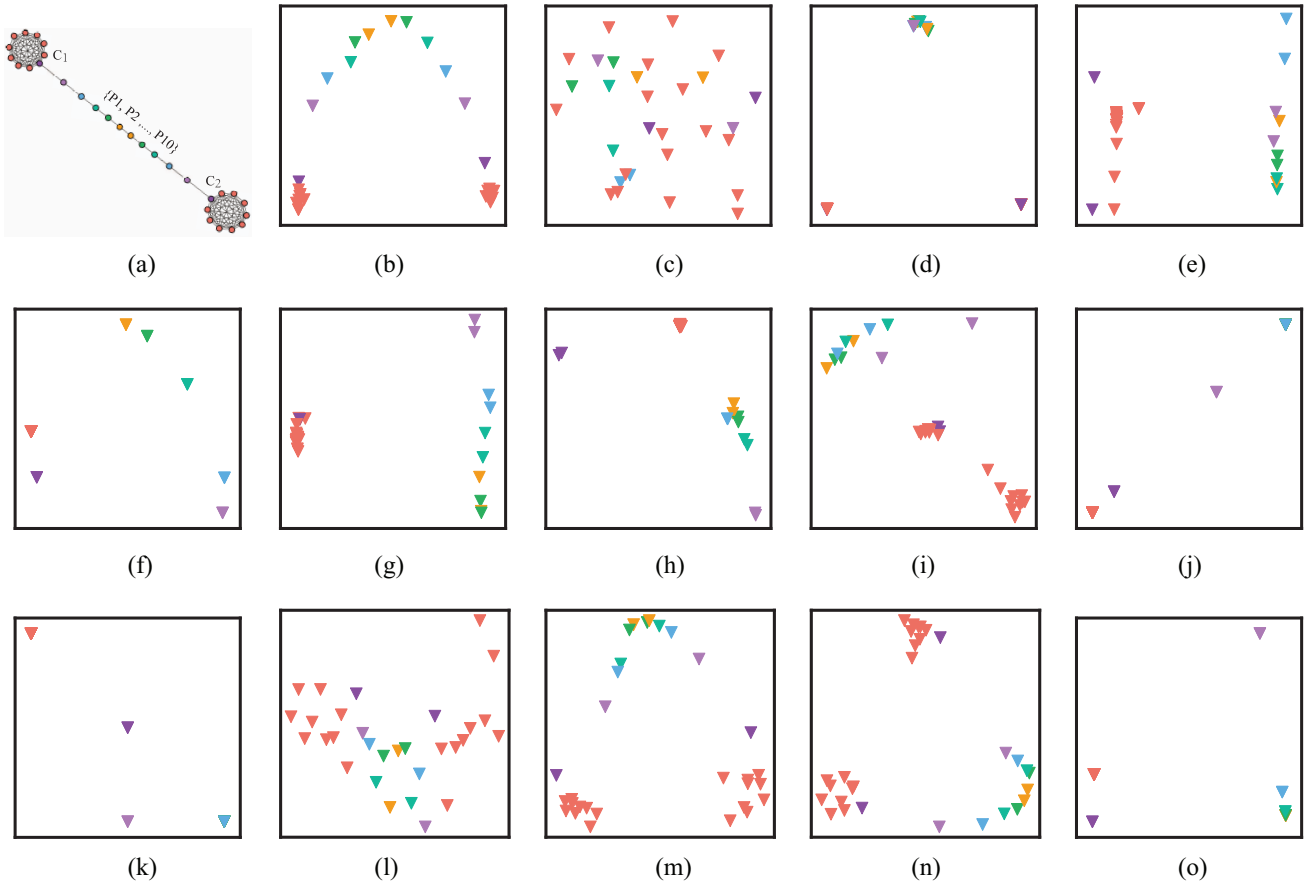 C1
{P1, P2 ,..., P10}
C2
(a) (b) (c) (d) (e)
(f) (g) (h) (i) (j)
(k) (l) (m) (n) (o)